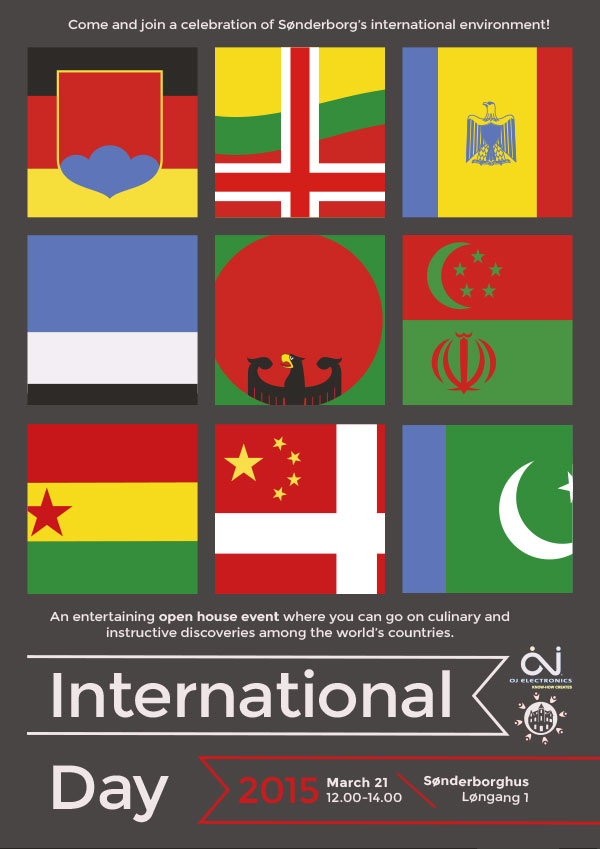 Come and join a celebration of Sønderborg's international environment!
An entertaining open house event where you can go on culinary and
instructive discoveries among the world's countries.
OJ ELECTRONICS
KNOW-HOW CREATES
International
Day
2015 March 21
12.00-14.00
Sønderborghus
Løngang 1